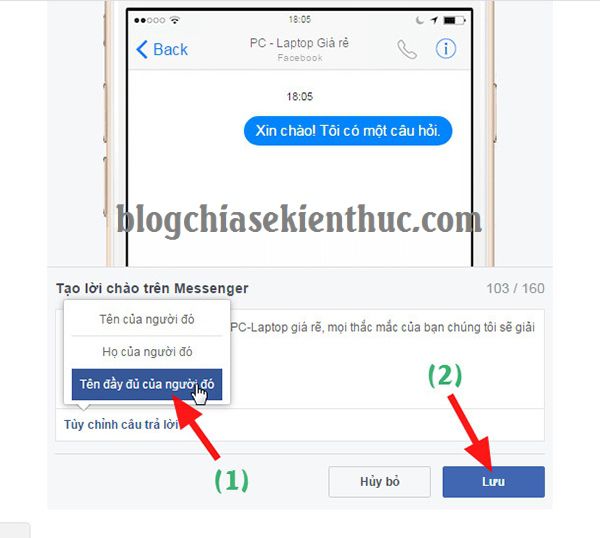 18:05
Back
PC - Laptop Giá rẻ
Facebook
18:05
Xin chào! Tôi có một câu hỏi.
blogchiasekienthuc.com
Tạo lời chào trên Messenger
103 / 160
Tên của người đó
PC-Laptop giá rẽ, mọi thắc mắc của bạn chúng tôi sẽ giải
Họ của người đó
Tên đầy đủ của người đó
Tùy chỉnh câu trả lời
(2)
(1)
Hủy bỏ
Lưu